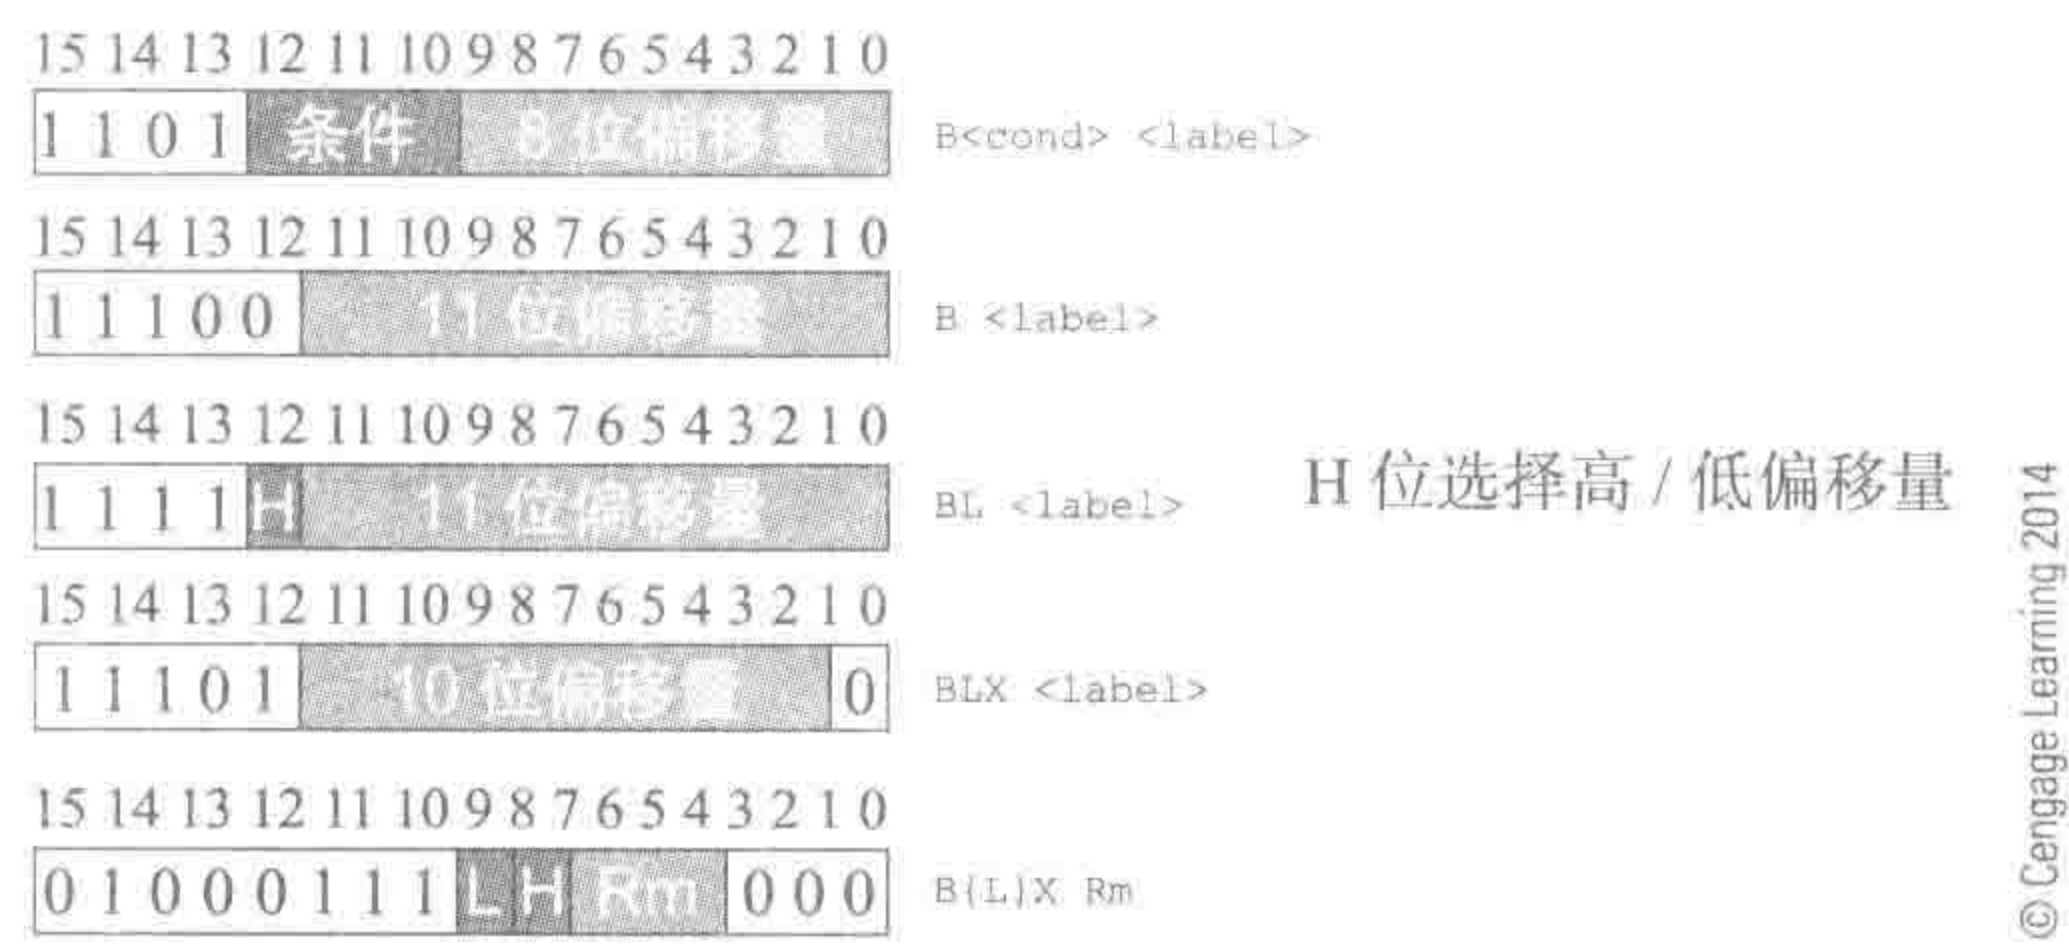 15 14 13 12 11 10 9 8 7 6 5 4 3 2 1 0
1 1 0 1 条件 8 位偏移量 B<cond> <label>
15 14 13 12 11 10 9 8 7 6 5 4 3 2 1 0
1 1 1 0 0 11 位偏移量 B <label>
15 14 13 12 11 10 9 8 7 6 5 4 3 2 1 0
1 1 1 1 H 11 位偏移量 BL <label> H 位选择高 / 低偏移量
15 14 13 12 11 10 9 8 7 6 5 4 3 2 1 0
1 1 1 0 1 10 位偏移量 0 BLX <label>
15 14 13 12 11 10 9 8 7 6 5 4 3 2 1 0
0 1 0 0 0 1 1 1 L H Rm 0 0 0 B{L}X Rm
© Cengage Learning 2014